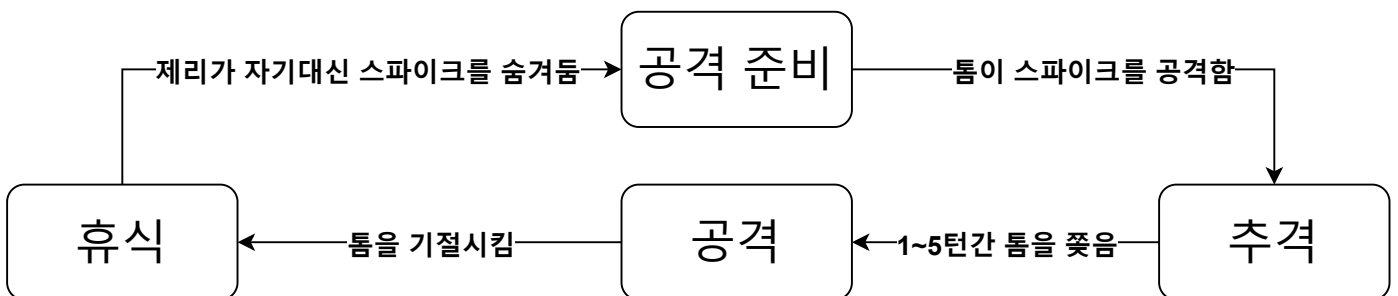 공격 준비
제리가 자기대신 스파이크를 숨겨둠
톰이 스파이크를 공격함
휴식
톰을 기절시킴
공격
1~5턴간 톰을 쫒음
추격